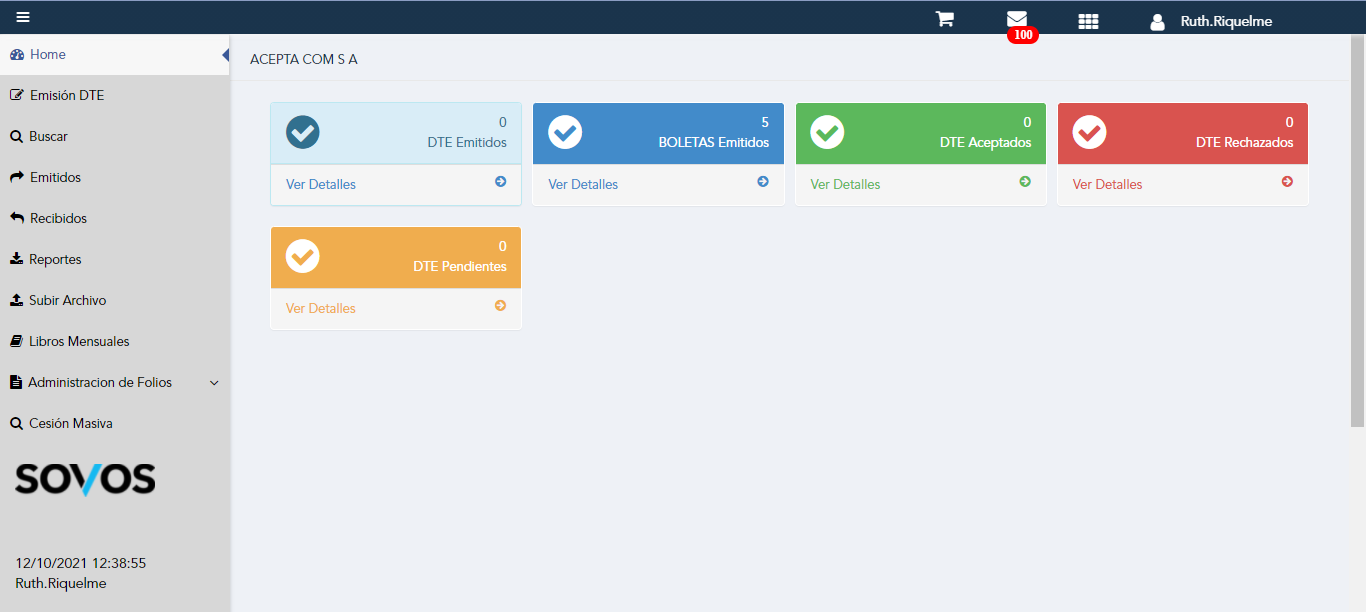 Ruth.Riquelme
100
Home
ACEPTA COM S A
Emisión DTE
Buscar
Emitidos
Recibidos
Reportes
Subir Archivo
Libros Mensuales
Administracion de Folios
Cesión Masiva
SOVOS
12/10/2021 12:38:55
Ruth.Riquelme
0
DTE Emitidos
Ver Detalles
5
BOLETAS Emitidos
Ver Detalles
0
DTE Aceptados
Ver Detalles
0
DTE Rechazados
Ver Detalles
0
DTE Pendientes
Ver Detalles